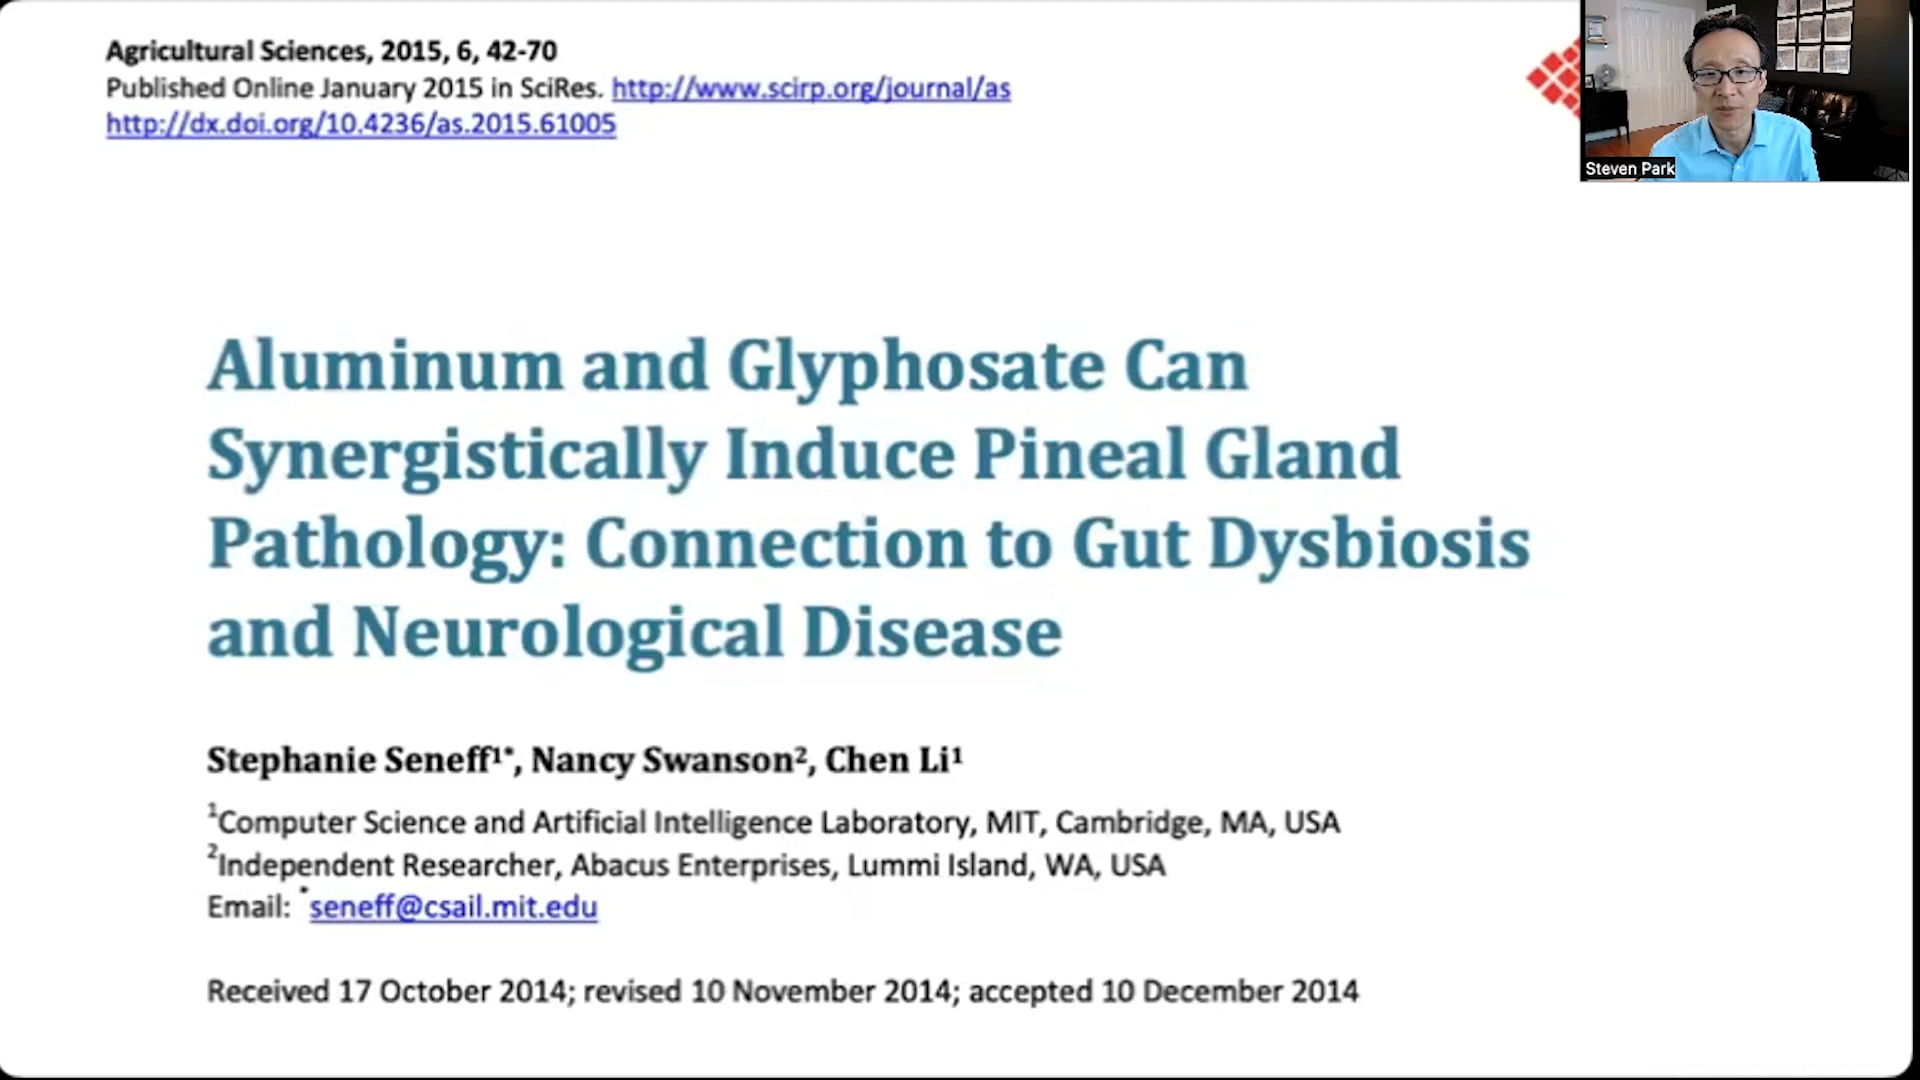 Agricultural Sciences, 2015, 6, 42-70
Published Online January 2015 in SciRes. http://www.scirp.org/journal/as
http://dx.doi.org/10.4236/as.2015.61005
Steven Park
Aluminum and Glyphosate Can
Synergistically Induce Pineal Gland
Pathology: Connection to Gut Dysbiosis
and Neurological Disease
Stephanie Seneff¹*, Nancy Swanson², Chen Li¹
¹Computer Science and Artificial Intelligence Laboratory, MIT, Cambridge, MA, USA
²Independent Researcher, Abacus Enterprises, Lummi Island, WA, USA
Email: *seneff@csail.mit.edu
Received 17 October 2014; revised 10 November 2014; accepted 10 December 2014